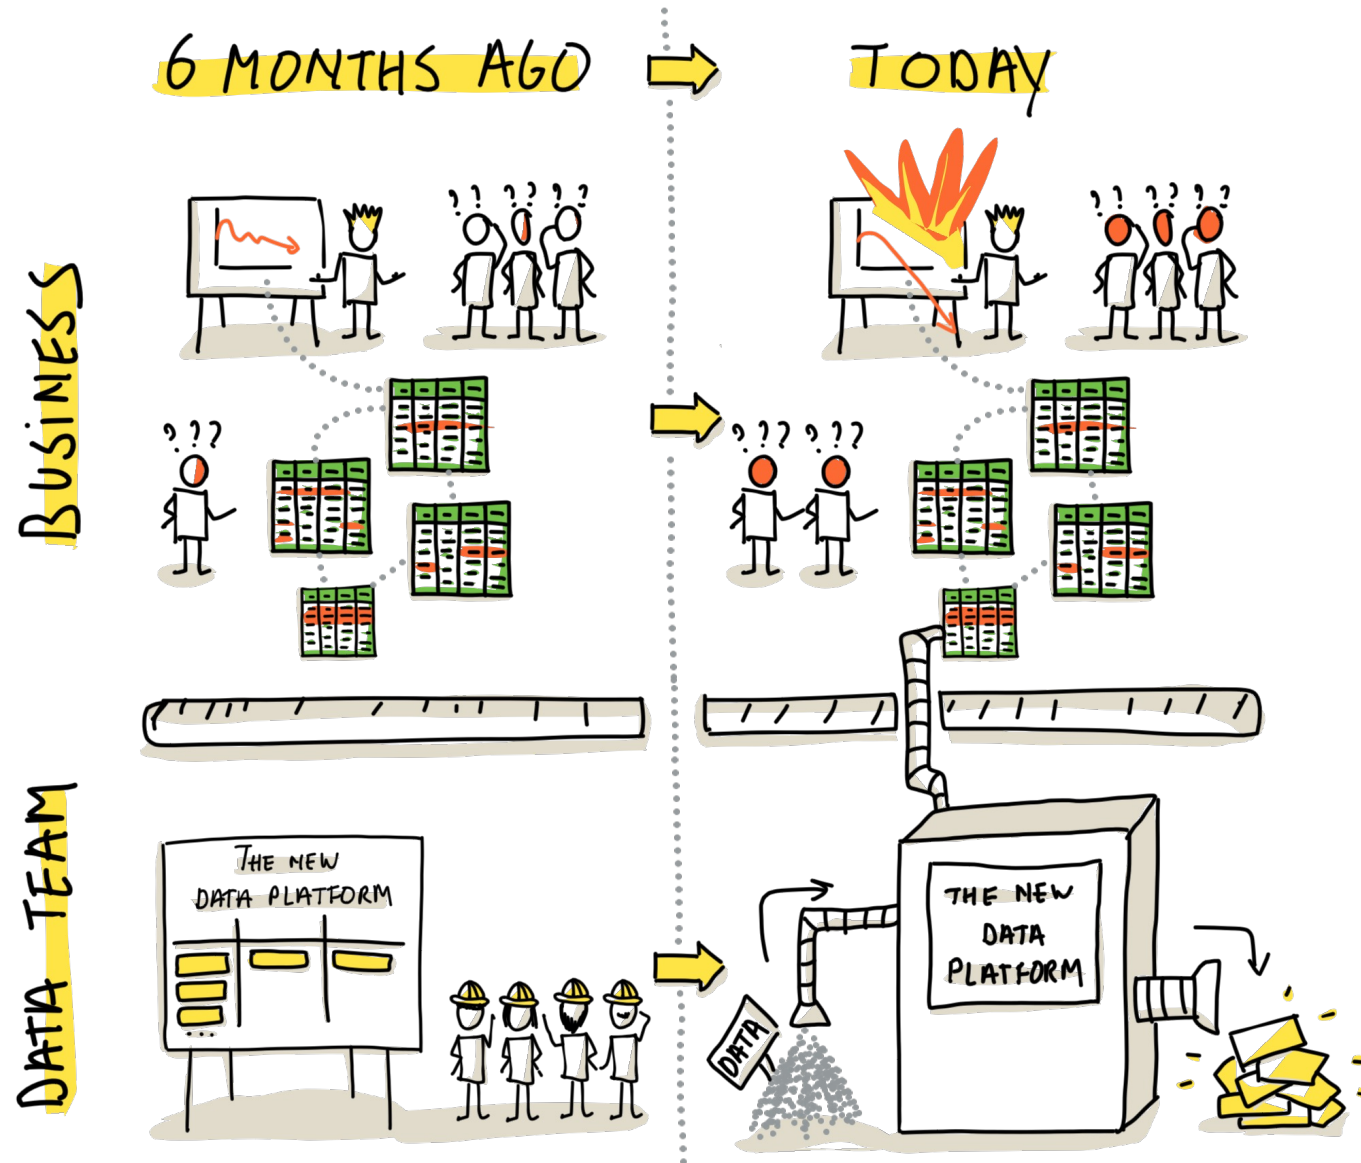 6 MONTHS AGO
TODAY
BUSINESS
? ?
? ?
? ?
? ?
? ?
? ?
? ? ?
? ? ?
? ? ?
DATA TEAM
THE NEW
DATA PLATFORM
...
THE NEW
DATA
PLATFORM
DATA